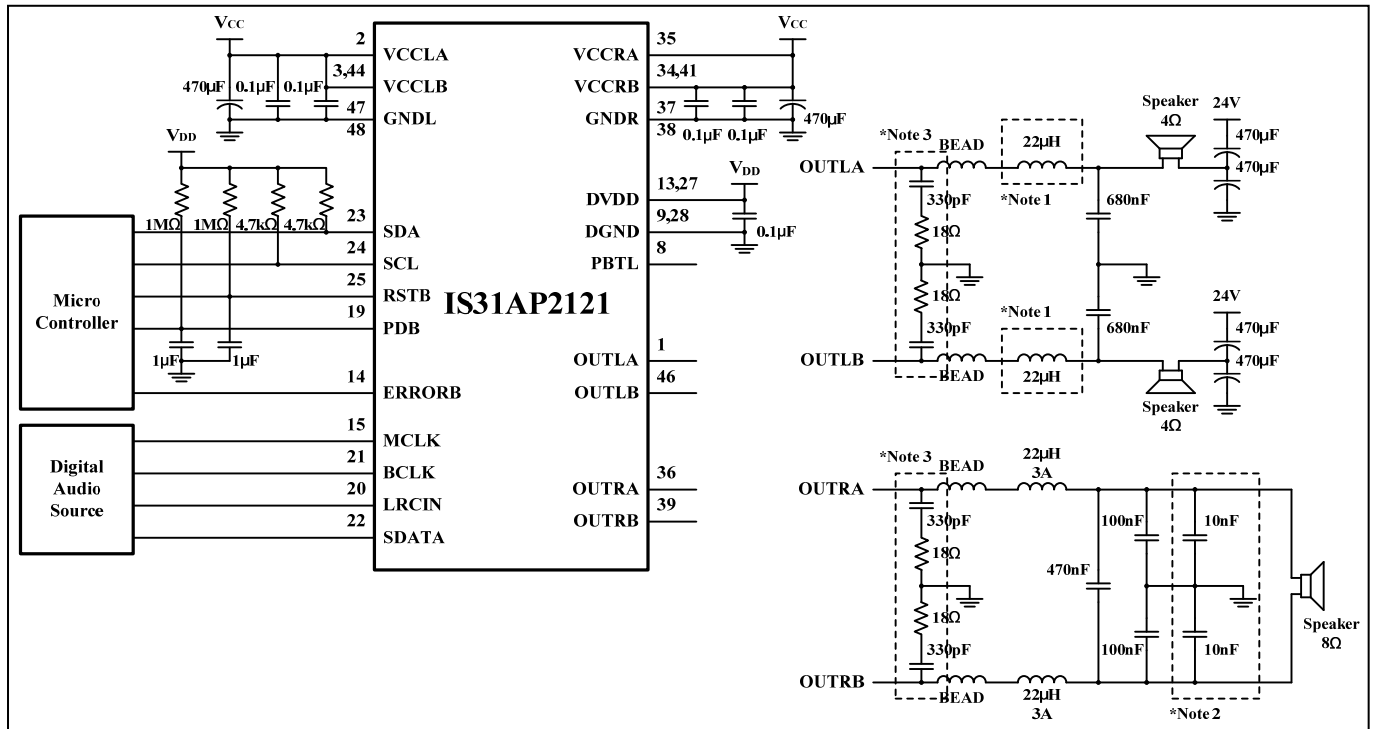 VCC
VCC
2
VCCLA
VCCRA
35
3,44
VCCLB
VCCRB
34,41
470μF
0.1μF
0.1μF
47
GNDL
48
GNDR
37
38
0.1μF
0.1μF
470μF
VDD
VDD
DVDD
13,27
DGND
9,28
0.1μF
PBTL
8
1MΩ
1MΩ
4.7kΩ
4.7kΩ
23
SDA
24
SCL
25
RSTB
19
PDB
IS31AP2121
Micro
Controller
1μF
1μF
14
ERRORB
OUTLA
1
OUTLB
46
Digital
Audio
Source
15
MCLK
21
BCLK
20
LRCIN
22
SDATA
OUTRA
36
OUTRB
39
*Note 3
BEAD
22μH
*Note 1
Speaker
4Ω
24V
470μF
470μF
OUTLA
330pF
18Ω
680nF
18Ω
330pF
*Note 1
680nF
24V
470μF
470μF
OUTLB
BEAD
22μH
Speaker
4Ω
*Note 3
BEAD
22μH
3A
OUTRA
330pF
18Ω
470nF
100nF
10nF
18Ω
330pF
100nF
10nF
Speaker
8Ω
OUTRB
BEAD
22μH
3A
*Note 2